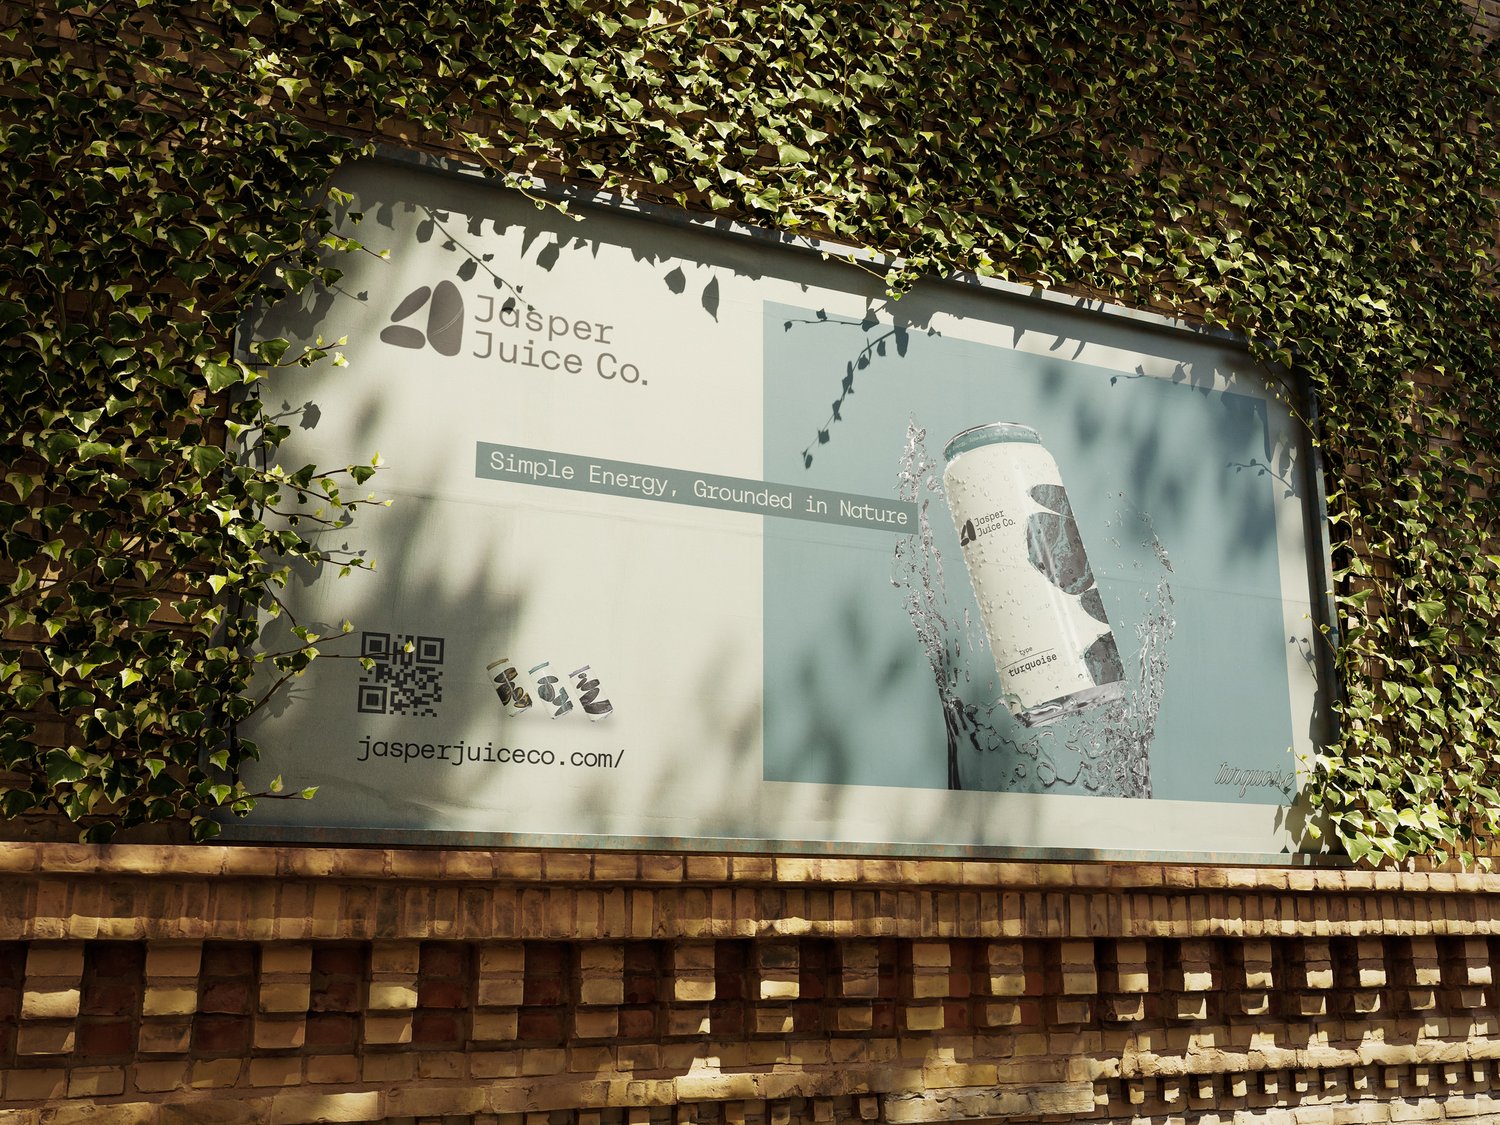 Jasper
Juice Co.
Simple Energy, Grounded in Nature
Jasper
Juice Co.
type
turquoise
jasperjuiceco.com/
turquoise